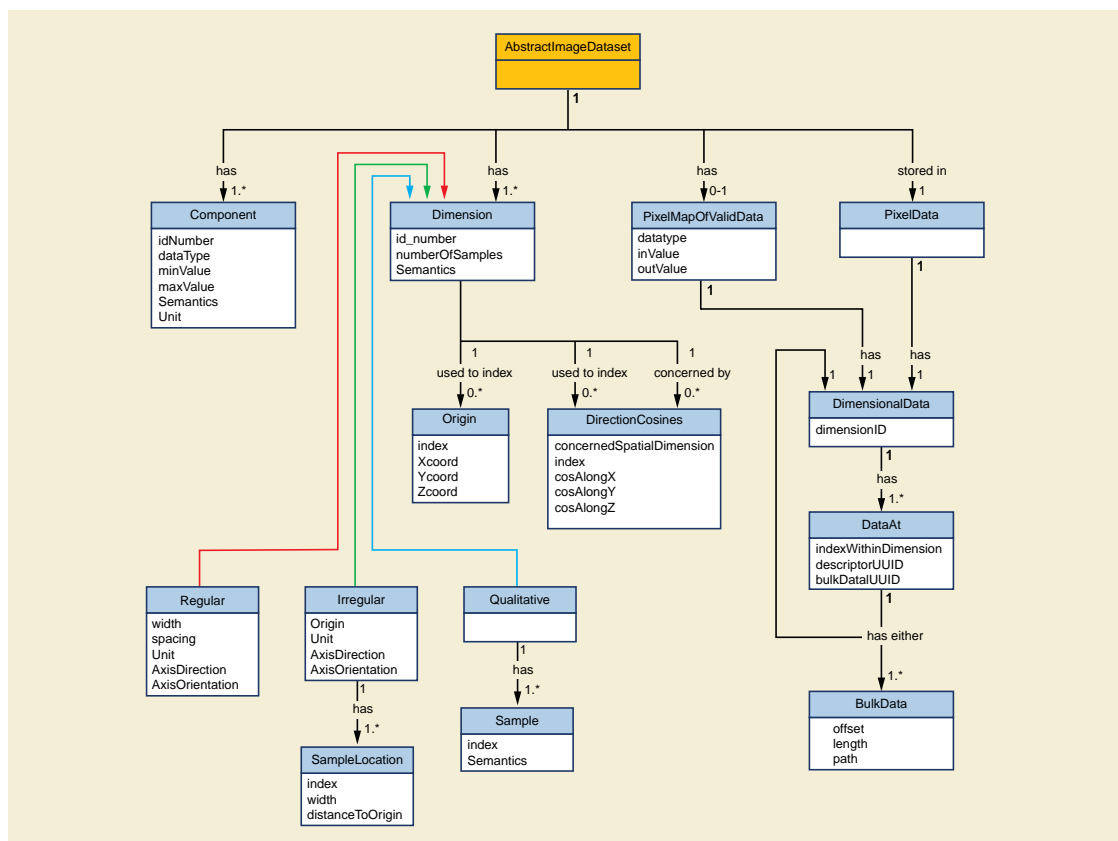 AbstractImageDataset
1
has
1.*
has
1.*
has
0-1
stored in
1
Component
idNumber
dataType
minValue
maxValue
Semantics
Unit
Dimension
id_number
numberOfSamples
Semantics
PixelMapOfValidData
datatype
inValue
outValue
1
PixelData
1
1
used to index
0.*
1
used to index
0.*
1
concerned by
0.*
1
has
1
has
1
Origin
index
Xcoord
Ycoord
Zcoord
DirectionCosines
concernedSpatialDimension
index
cosAlongX
cosAlongY
cosAlongZ
DimensionalData
dimensionID
1
has
1.*
DataAt
indexWithinDimension
descriptorUUID
bulkDatalUUID
1
has either
1.*
BulkData
offset
length
path
Regular
width
spacing
Unit
AxisDirection
AxisOrientation
Irregular
Origin
Unit
AxisDirection
AxisOrientation
1
has
1.*
SampleLocation
index
width
distanceToOrigin
Qualitative
1
has
1.*
Sample
index
Semantics